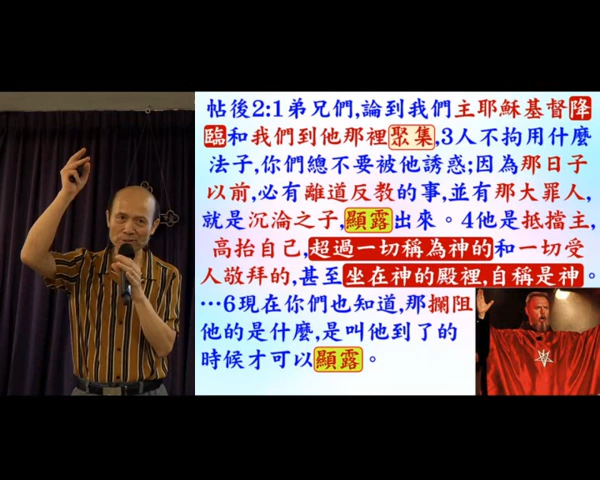 帖後2:1弟兄們,論到我們主耶穌基督降
臨和我們到他那裡聚集,3人不拘用什麼
法子,你們總不要被他誘惑;因為那日子
以前,必有離道反教的事,並有那大罪人,
就是沉淪之子,顯露出來。4他是抵擋主,
高抬自己,超過一切稱為神的和一切受
人敬拜的,甚至坐在神的殿裡,自稱是神。
…6現在你們也知道,那攔阻
他的是什麼,是叫他到了的
時候才可以顯露。